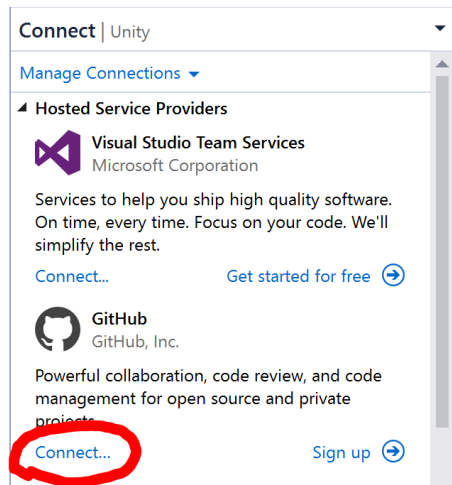 Connect | Unity
Manage Connections
Hosted Service Providers
Visual Studio Team Services
Microsoft Corporation
Services to help you ship high quality software.
On time, every time. Focus on your code. We'll
simplify the rest.
Connect... Get started for free
GitHub
GitHub, Inc.
Powerful collaboration, code review, and code
management for open source and private
projects.
Connect... Sign up